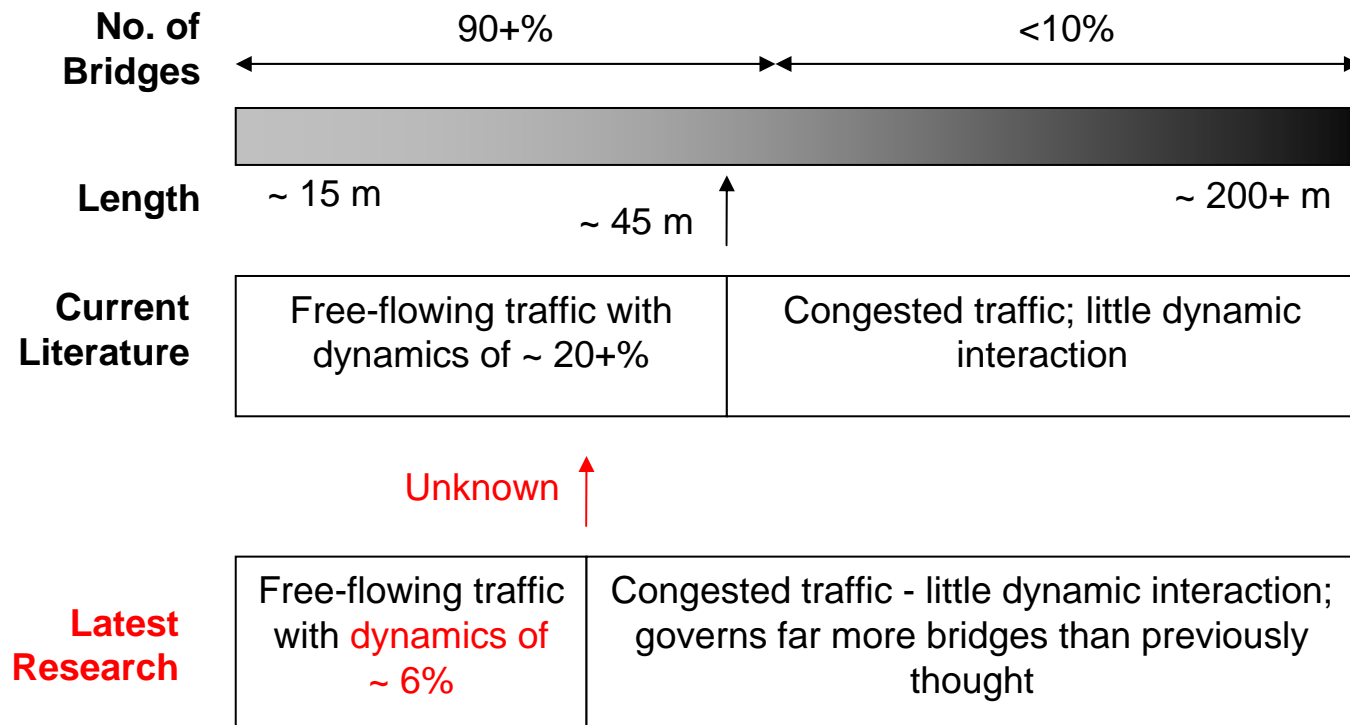 No. of
Bridges
90+%
<10%
Length
~ 15 m
~ 45 m
~ 200+ m
Current
Literature
Free-flowing traffic with
dynamics of ~ 20+%
Congested traffic; little dynamic
interaction
Unknown
Latest
Research
Free-flowing traffic
with dynamics of
~ 6%
Congested traffic - little dynamic interaction;
governs far more bridges than previously
thought